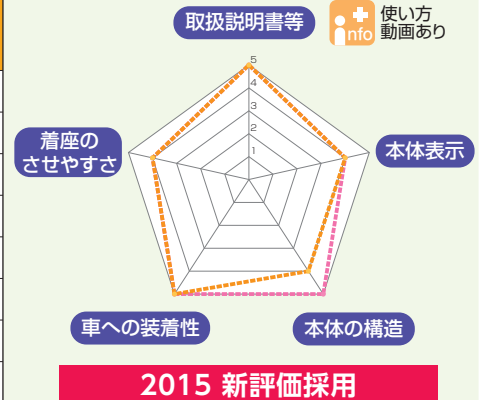 取扱説明書等
info
使い方
動画あり
5
4
3
2
1
着座の
させやすさ
本体表示
車への装着性
本体の構造
2015 新評価採用